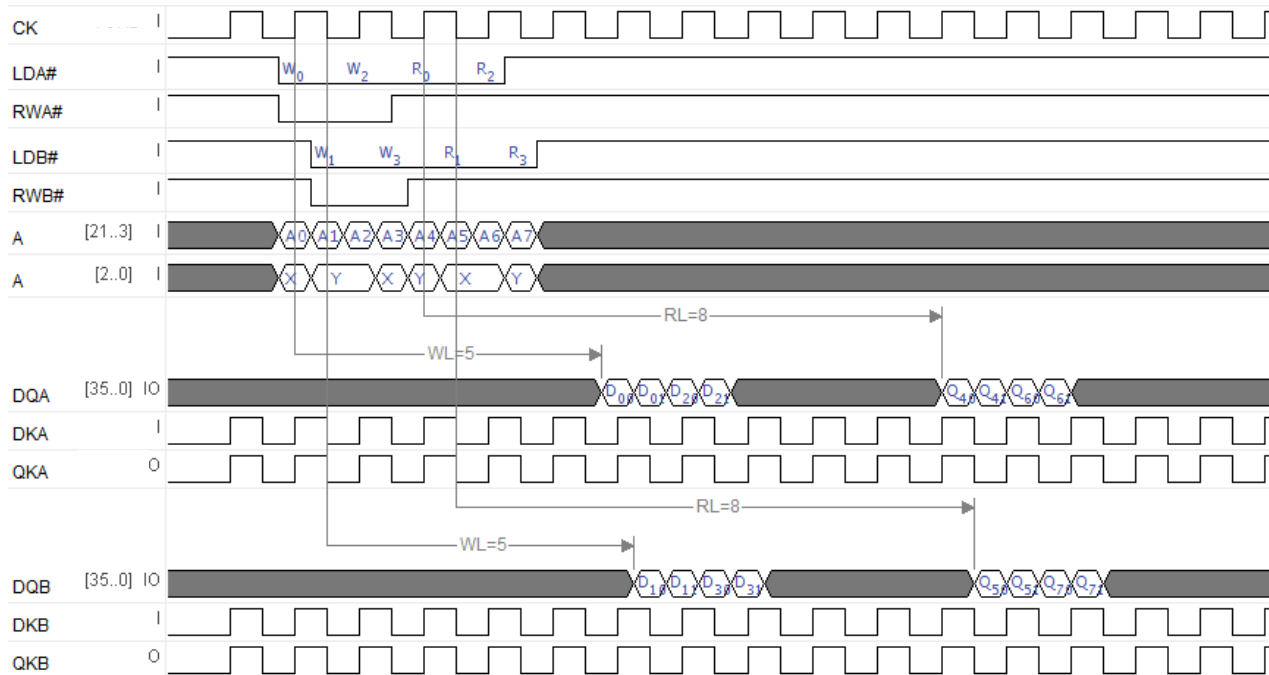 CK I
LDA# I W0 W2 R0 R2
RWA# I
LDB# I W1 W3 R1 R3
RWB# I
A [21..3] I A0 A1 A2 A3 A4 A5 A6 A7
A [2..0] I X Y X Y X Y
RL=8
WL=5
DQA [35..0] IO D00 D01 D20 D21 Q40 Q41 Q60 Q61
DKA I
QKA O
RL=8
WL=5
DQB [35..0] IO D10 D11 D30 D31 Q50 Q51 Q70 Q71
DKB I
QKB O